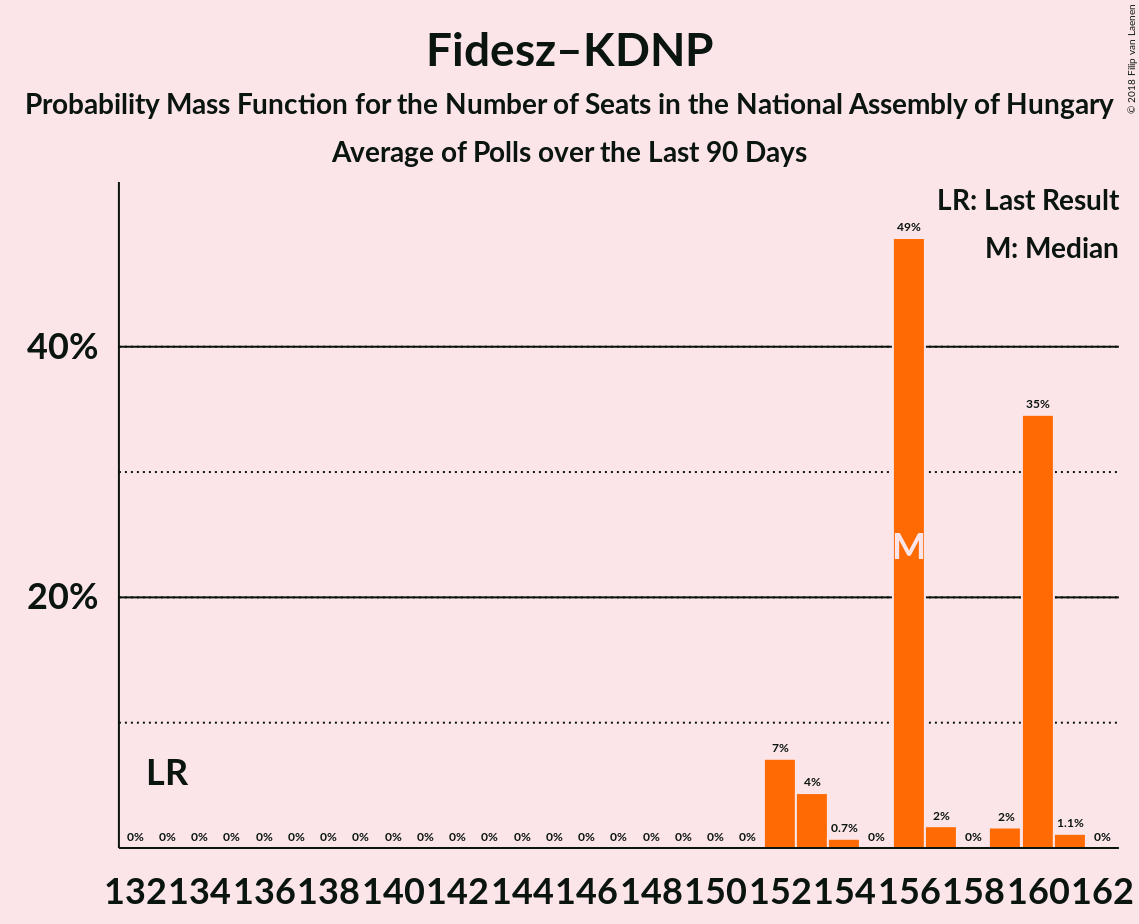 Fidesz–KDNP
Probability Mass Function for the Number of Seats in the National Assembly of Hungary
Average of Polls over the Last 90 Days
© 2018 Filip van Laenen
LR: Last Result
M: Median
49%
40%
35%
M
20%
LR
7%
4%
0% 0% 0% 0% 0% 0% 0% 0% 0% 0% 0% 0% 0% 0% 0% 0% 0% 0% 0% 0% 0.7% 0% 2% 0% 2% 1.1% 0%
132 134 136 138 140 142 144 146 148 150 152 154 156 158 160 162